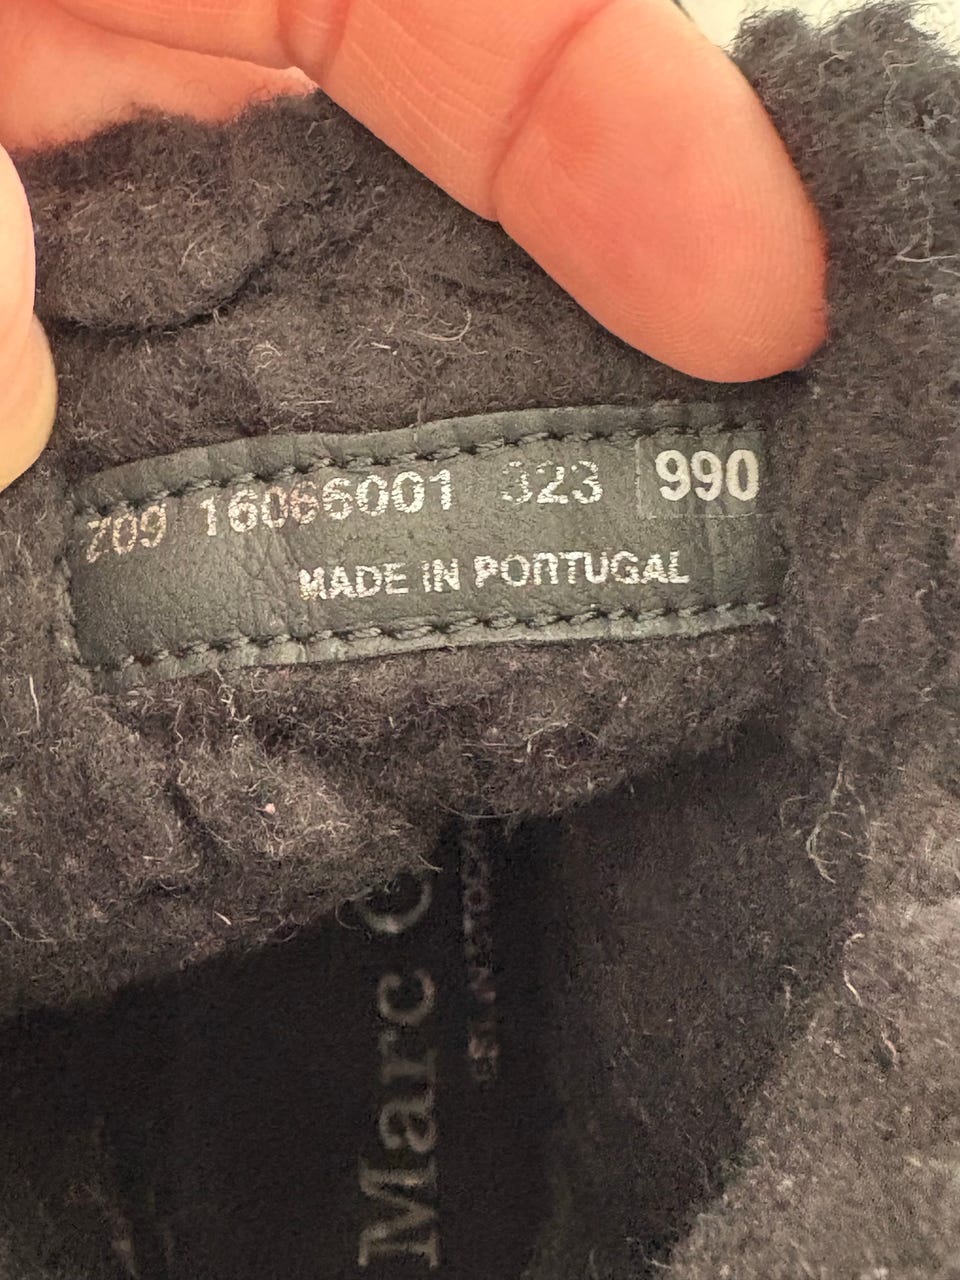 Z09 16066001 323 990
MADE IN PORTUGAL
Marc O